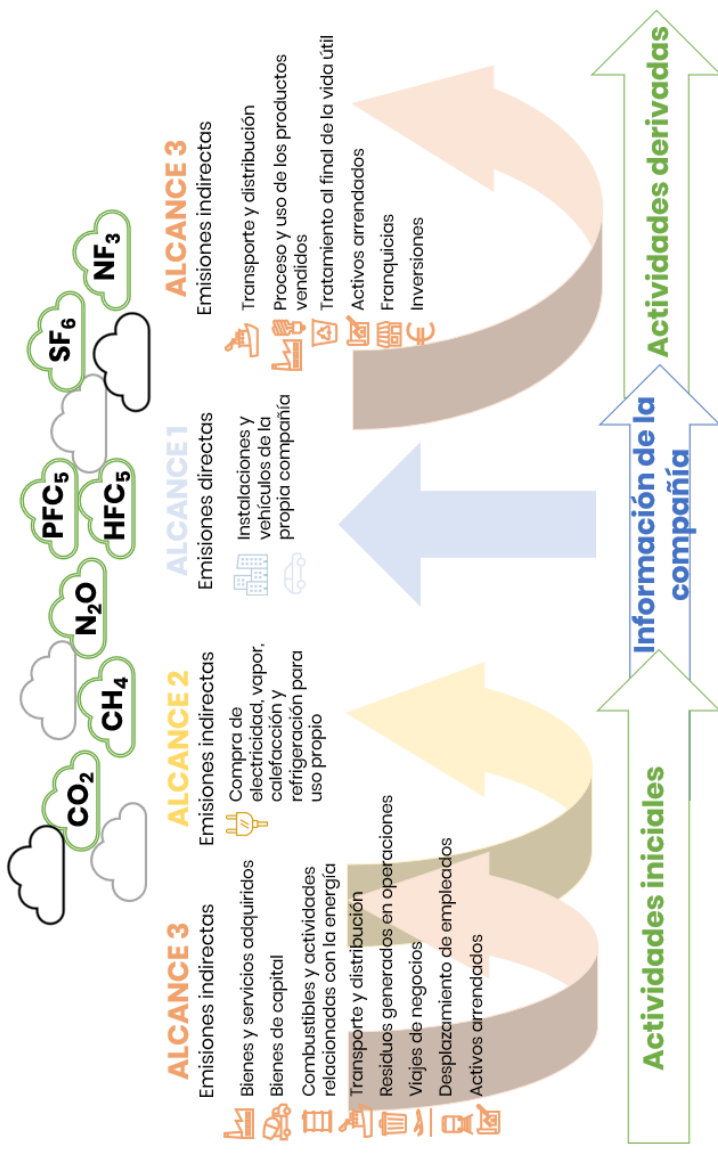 CO₂
CH₄
N₂O
PFC₅
HFC₅
SF₆
NF₃
ALCANCE 3
Emisiones indirectas
Bienes y servicios adquiridos
Bienes de capital
Combustibles y actividades
relacionadas con la energía
Transporte y distribución
Residuos generados en operaciones
Viajes de negocios
Desplazamiento de empleados
Activos arrendados
ALCANCE 2
Emisiones indirectas
Compra de
electricidad, vapor,
calefacción y
refrigeración para
uso propio
ALCANCE 1
Emisiones directas
Instalaciones y
vehículos de la
propia compañía
ALCANCE 3
Emisiones indirectas
Transporte y distribución
Proceso y uso de los productos
vendidos
Tratamiento al final de la vida útil
Activos arrendados
Franquicias
Inversiones
Actividades iniciales
Información de la
compañía
Actividades derivadas